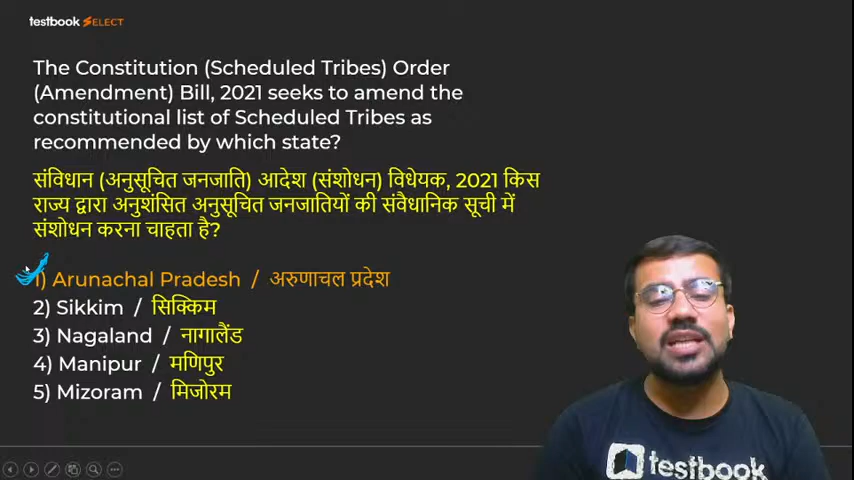 testbook SELECT
The Constitution (Scheduled Tribes) Order
(Amendment) Bill, 2021 seeks to amend the
constitutional list of Scheduled Tribes as
recommended by which state?
संविधान (अनुसूचित जनजाति) आदेश (संशोधन) विधेयक, 2021 किस
राज्य द्वारा अनुशंसित अनुसूचित जनजातियों की संवैधानिक सूची में
संशोधन करना चाहता है?
1) Arunachal Pradesh / अरुणाचल प्रदेश
2) Sikkim / सिक्किम
3) Nagaland / नागालैंड
4) Manipur / मणिपुर
5) Mizoram / मिजोरम
testbook